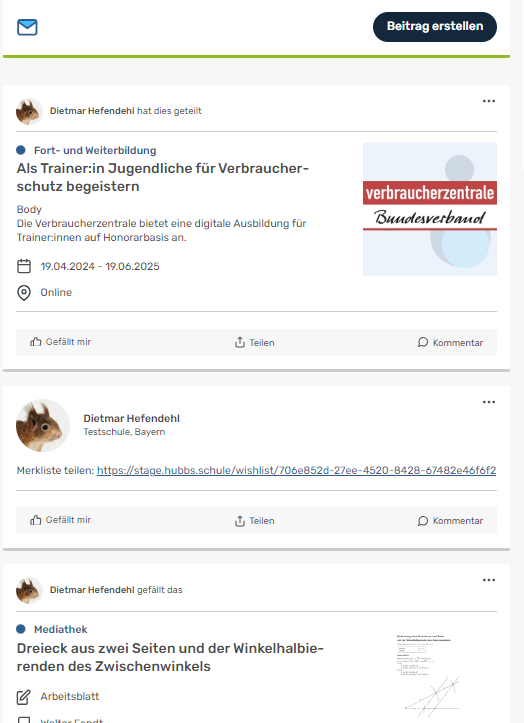 Beitrag erstellen
Dietmar Hefendehl hat dies geteilt
Fort- und Weiterbildung
Als Trainer:in Jugendliche für Verbraucher-
schutz begeistern
Body
Die Verbraucherzentrale bietet eine digitale Ausbildung für
Trainer:innen auf Honorarbasis an.
19.04.2024 - 19.06.2025
Online
verbraucherzentrale
Bundesverband
Gefällt mir
Teilen
Kommentar
Dietmar Hefendehl
Testschule, Bayern
Merkliste teilen: https://stage.hubbs.schule/wishlist/706e852d-27ee-4520-8428-67482e46f6f2
Gefällt mir
Teilen
Kommentar
Dietmar Hefendehl gefällt das
Mediathek
Dreieck aus zwei Seiten und der Winkelhalbie-
renden des Zwischenwinkels
Arbeitsblatt
Walter Fendt